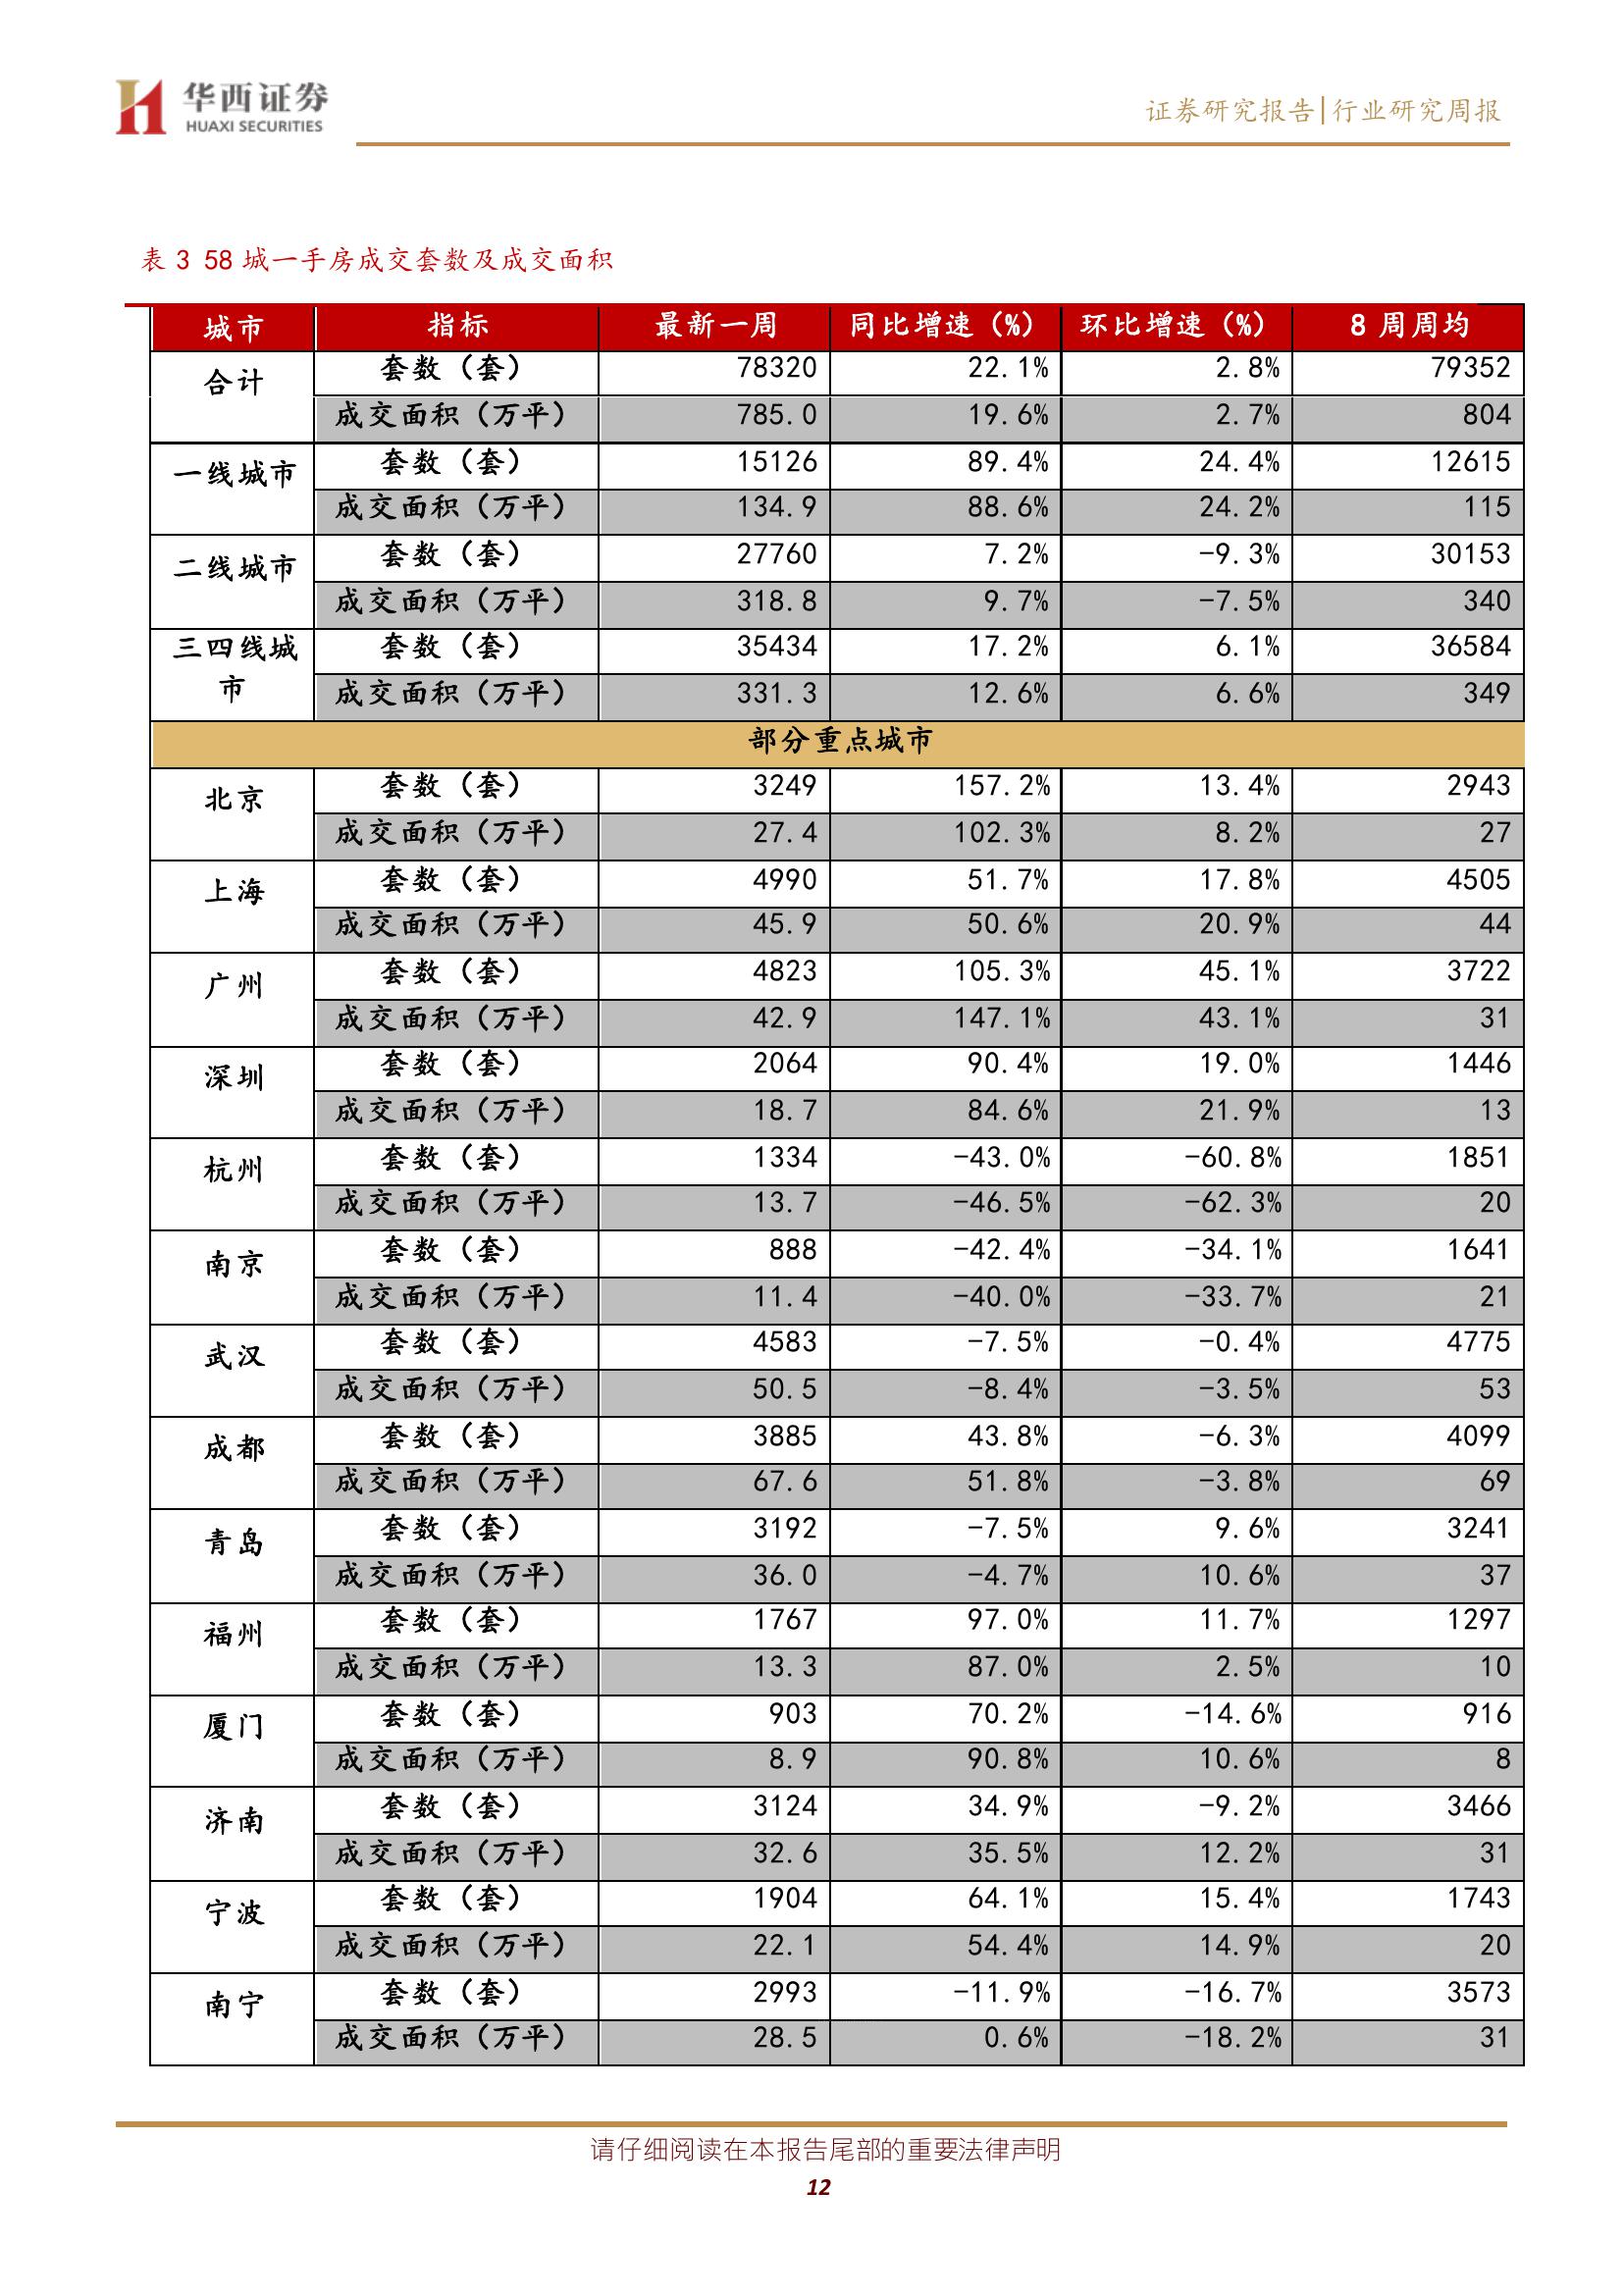 华西证券
HUAXI SECURITIES
证券研究报告|行业研究周报
表 3 58 城一手房成交套数及成交面积
城市 指标 最新一周 同比增速（%） 环比增速（%） 8 周周均
合计 套数（套） 78320 22.1% 2.8% 79352
成交面积（万平） 785.0 19.6% 2.7% 804
一线城市 套数（套） 15126 89.4% 24.4% 12615
成交面积（万平） 134.9 88.6% 24.2% 115
二线城市 套数（套） 27760 7.2% -9.3% 30153
成交面积（万平） 318.8 9.7% -7.5% 340
三四线城 套数（套） 35434 17.2% 6.1% 36584
市 成交面积（万平） 331.3 12.6% 6.6% 349
部分重点城市
北京 套数（套） 3249 157.2% 13.4% 2943
成交面积（万平） 27.4 102.3% 8.2% 27
上海 套数（套） 4990 51.7% 17.8% 4505
成交面积（万平） 45.9 50.6% 20.9% 44
广州 套数（套） 4823 105.3% 45.1% 3722
成交面积（万平） 42.9 147.1% 43.1% 31
深圳 套数（套） 2064 90.4% 19.0% 1446
成交面积（万平） 18.7 84.6% 21.9% 13
杭州 套数（套） 1334 -43.0% -60.8% 1851
成交面积（万平） 13.7 -46.5% -62.3% 20
南京 套数（套） 888 -42.4% -34.1% 1641
成交面积（万平） 11.4 -40.0% -33.7% 21
武汉 套数（套） 4583 -7.5% -0.4% 4775
成交面积（万平） 50.5 -8.4% -3.5% 53
成都 套数（套） 3885 43.8% -6.3% 4099
成交面积（万平） 67.6 51.8% -3.8% 69
青岛 套数（套） 3192 -7.5% 9.6% 3241
成交面积（万平） 36.0 -4.7% 10.6% 37
福州 套数（套） 1767 97.0% 11.7% 1297
成交面积（万平） 13.3 87.0% 2.5% 10
厦门 套数（套） 903 70.2% -14.6% 916
成交面积（万平） 8.9 90.8% 10.6% 8
济南 套数（套） 3124 34.9% -9.2% 3466
成交面积（万平） 32.6 35.5% 12.2% 31
宁波 套数（套） 1904 64.1% 15.4% 1743
成交面积（万平） 22.1 54.4% 14.9% 20
南宁 套数（套） 2993 -11.9% -16.7% 3573
成交面积（万平） 28.5 0.6% -18.2% 31
请仔细阅读在本报告尾部的重要法律声明
12